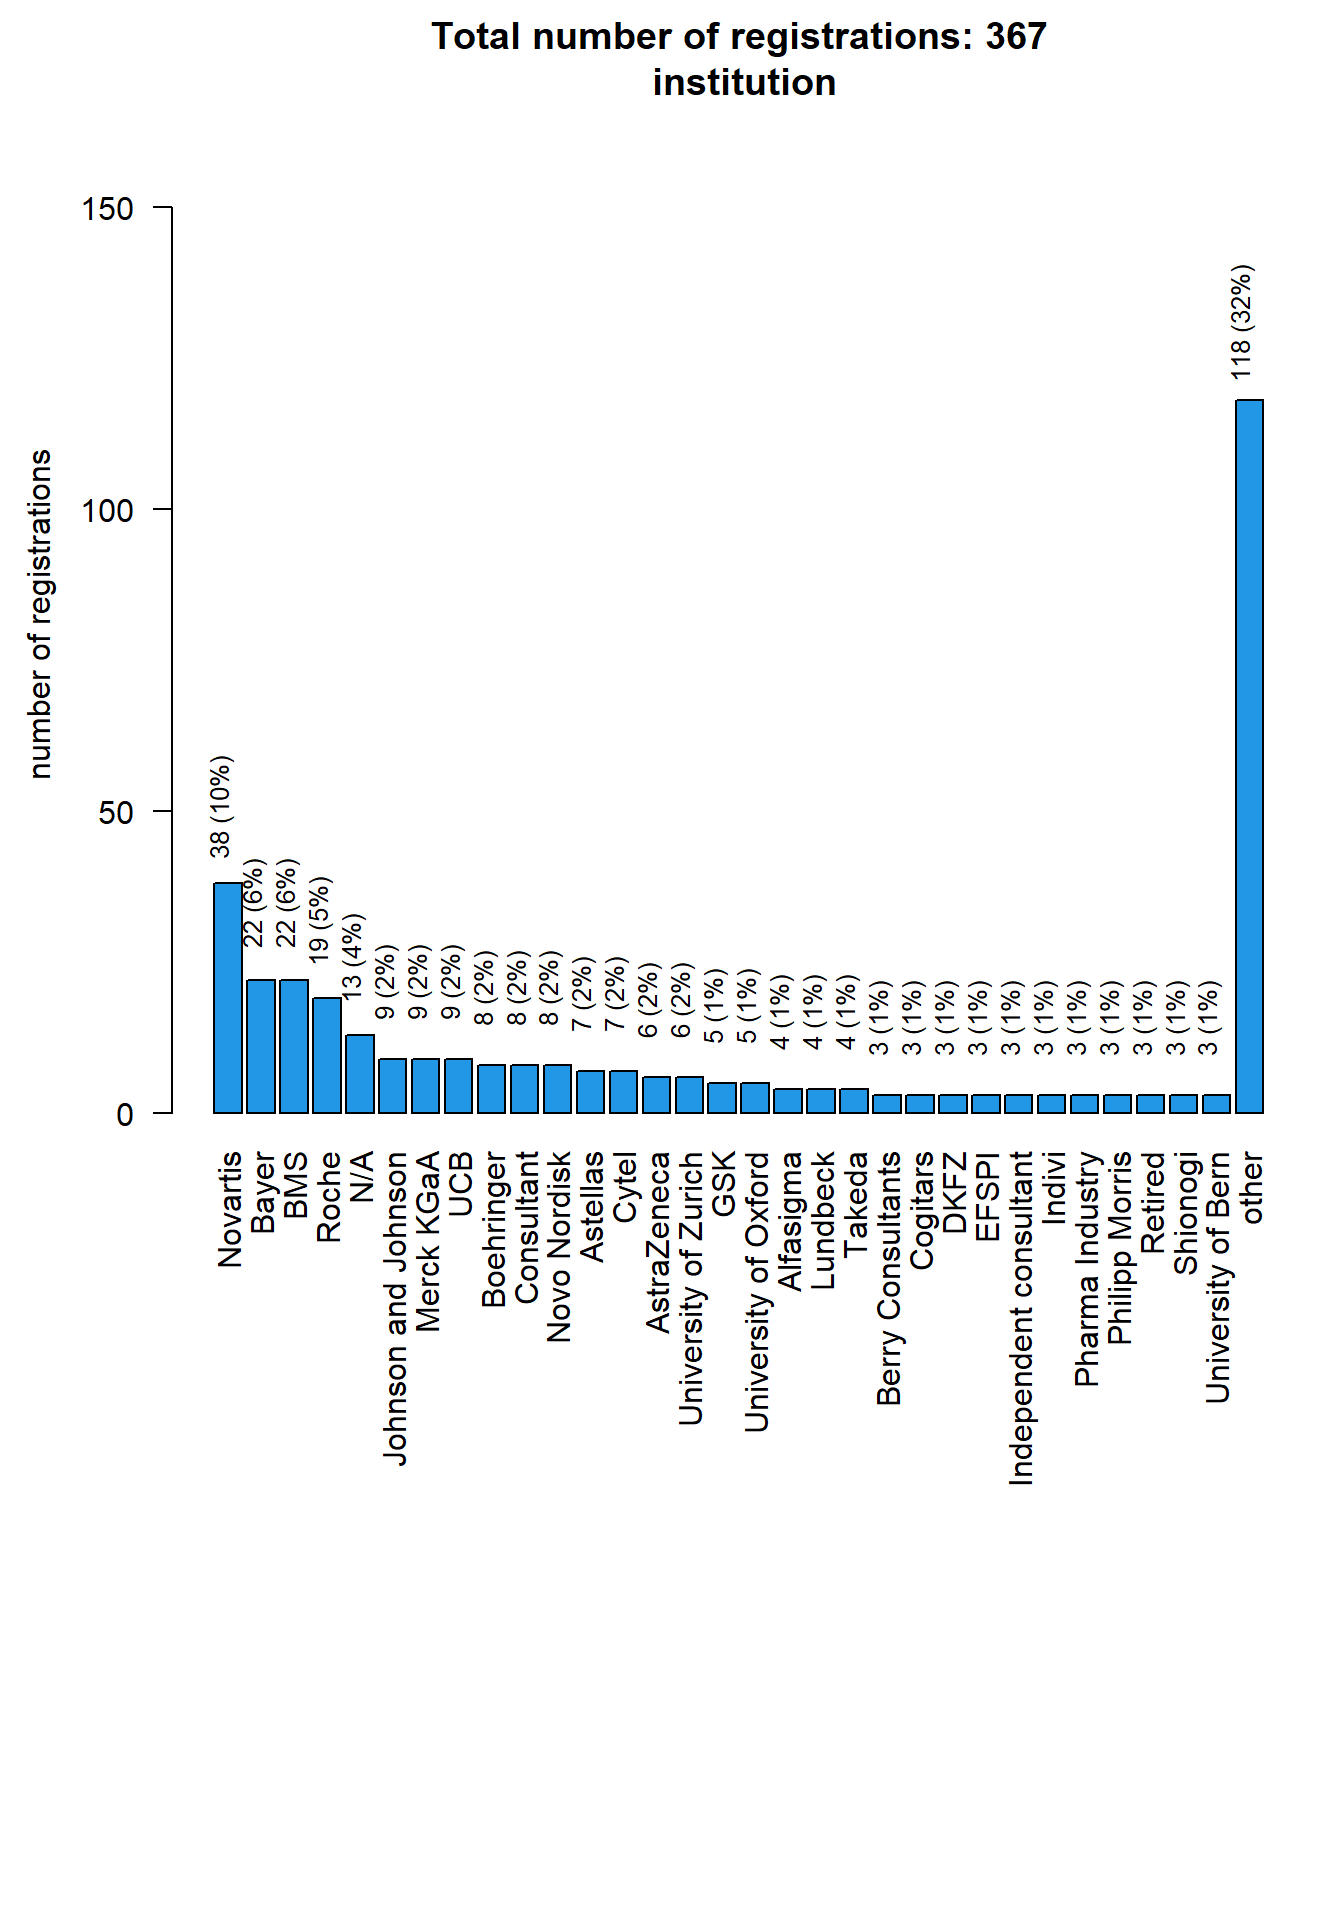 Total number of registrations: 367
institution
number of registrations
150
100
50
0
38 (10%)
22 (6%)
22 (6%)
19 (5%)
13 (4%)
9 (2%)
9 (2%)
9 (2%)
8 (2%)
8 (2%)
8 (2%)
7 (2%)
7 (2%)
6 (2%)
6 (2%)
5 (1%)
5 (1%)
4 (1%)
4 (1%)
4 (1%)
3 (1%)
3 (1%)
3 (1%)
3 (1%)
3 (1%)
3 (1%)
3 (1%)
3 (1%)
3 (1%)
3 (1%)
3 (1%)
118 (32%)
Novartis
Bayer
BMS
Roche
N/A
Johnson and Johnson
Merck KGaA
UCB
Boehringer
Consultant
Novo Nordisk
Astellas
Cytel
AstraZeneca
University of Zurich
GSK
University of Oxford
Alfasigma
Lundbeck
Takeda
Berry Consultants
Cogitars
DKFZ
EFSPI
Independent consultant
Indivi
Pharma Industry
Philipp Morris
Retired
Shionogi
University of Bern
other